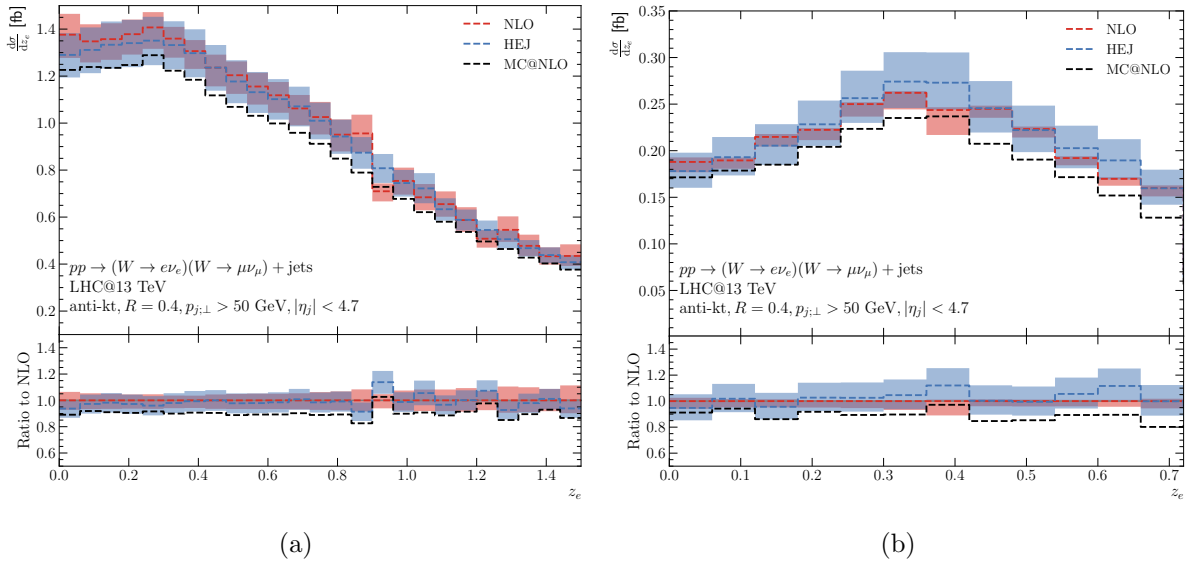 dσ/dz_e [fb]
1.4
1.2
1.0
0.8
0.6
0.4
0.2
NLO
HEJ
MC@NLO
pp → (W → eν_e)(W → μν_μ) + jets
LHC@13 TeV
anti-kt, R = 0.4, p_{j;⊥} > 50 GeV, |η_j| < 4.7
Ratio to NLO
1.4
1.2
1.0
0.8
0.6
0.0 0.2 0.4 0.6 0.8 1.0 1.2 1.4
z_e
(a)
dσ/dz_e [fb]
0.35
0.30
0.25
0.20
0.15
0.10
0.05
NLO
HEJ
MC@NLO
pp → (W → eν_e)(W → μν_μ) + jets
LHC@13 TeV
anti-kt, R = 0.4, p_{j;⊥} > 50 GeV, |η_j| < 4.7
Ratio to NLO
1.4
1.2
1.0
0.8
0.6
0.0 0.1 0.2 0.3 0.4 0.5 0.6 0.7
z_e
(b)